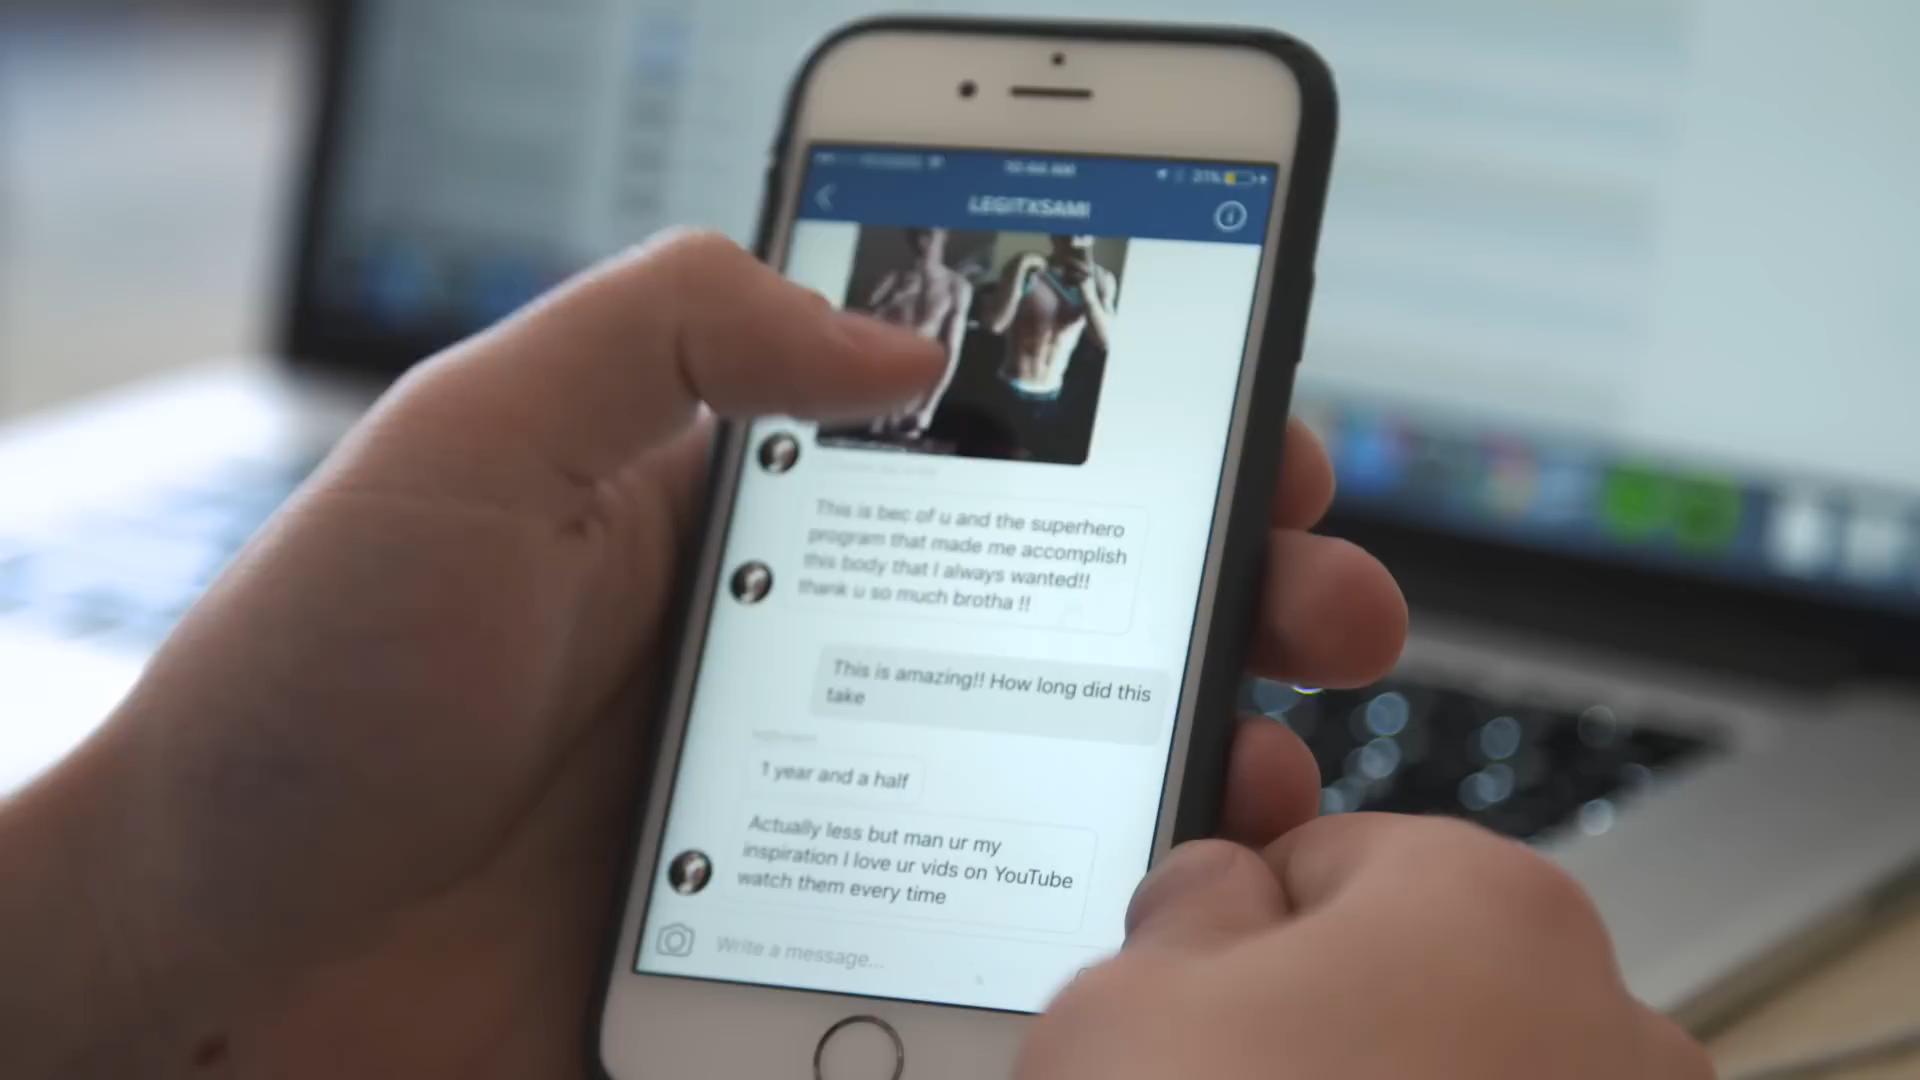 21%
LEGITXSAMI
This is bec of u and the superhero
program that made me accomplish
this body that I always wanted!!
thank u so much brotha !!
This is amazing!! How long did this
take
1 year and a half
Actually less but man ur my
inspiration I love ur vids on YouTube
watch them every time
Write a message...